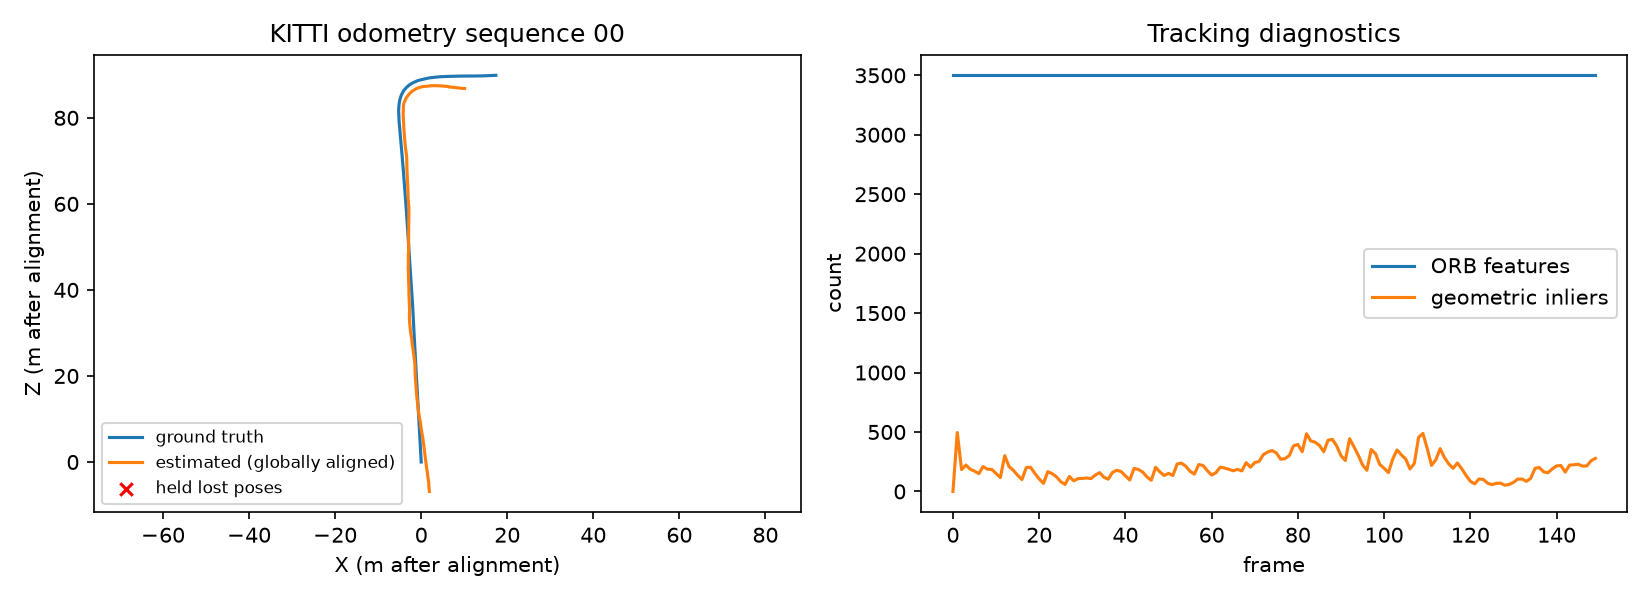 KITTI odometry sequence 00
Z (m after alignment)
80
60
40
20
0
−60
−40
−20
0
20
40
60
80
X (m after alignment)
ground truth
estimated (globally aligned)
held lost poses
Tracking diagnostics
count
3500
3000
2500
2000
1500
1000
500
0
0
20
40
60
80
100
120
140
frame
ORB features
geometric inliers